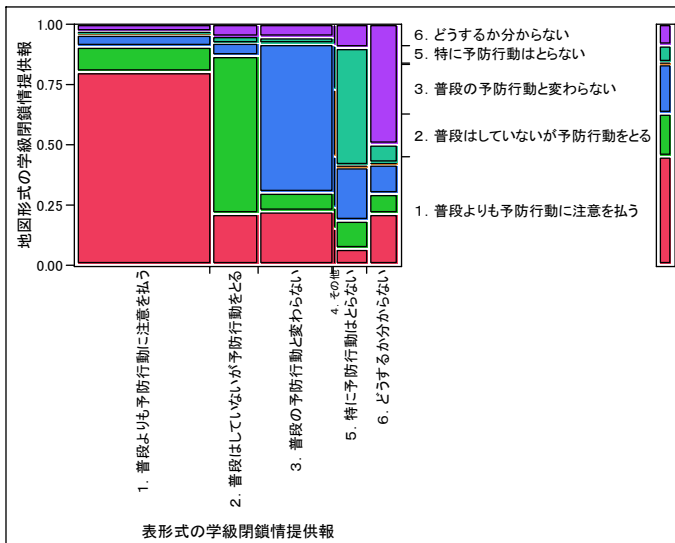 地図形式の学級閉鎖情提供報
1.00
0.75
0.50
0.25
0.00
6. どうするか分からない
5. 特に予防行動はとらない
3. 普段の予防行動と変わらない
2. 普段はしていないが予防行動をとる
1. 普段よりも予防行動に注意を払う
1. 普段よりも予防行動に注意を払う
2. 普段はしていないが予防行動をとる
3. 普段の予防行動と変わらない
4. その他
5. 特に予防行動はとらない
6. どうするか分からない
表形式の学級閉鎖情提供報